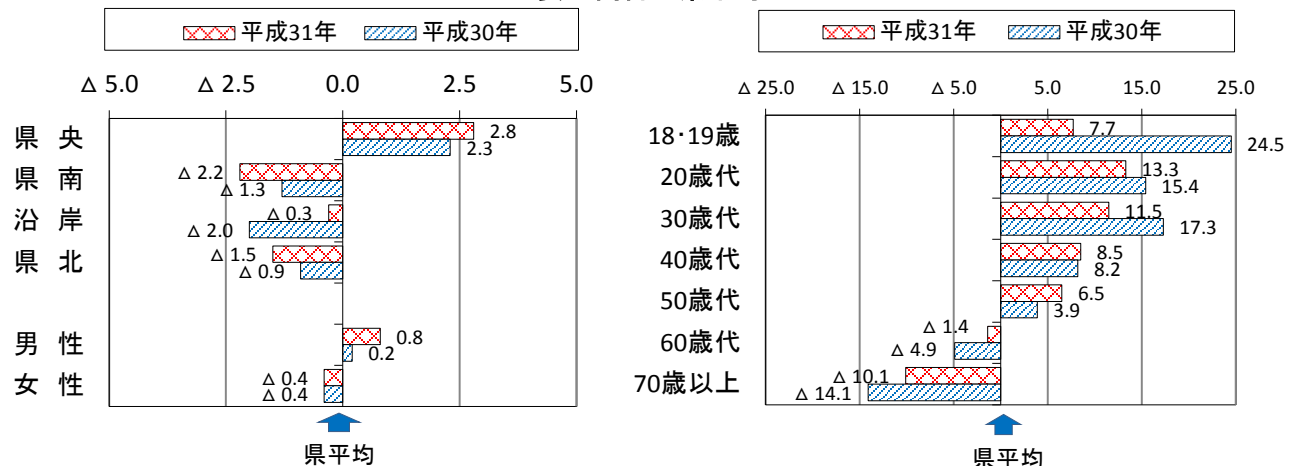 平成31年 平成30年
△ 5.0 △ 2.5 0.0 2.5 5.0
県 央 2.8
2.3
県 南 △ 2.2
△ 1.3
沿 岸 △ 0.3
△ 2.0
県 北 △ 1.5
△ 0.9
男 性 0.8
0.2
女 性 △ 0.4
△ 0.4
県平均
平成31年 平成30年
△ 25.0 △ 15.0 △ 5.0 5.0 15.0 25.0
18・19歳 7.7
24.5
20歳代 13.3
15.4
30歳代 11.5
17.3
40歳代 8.5
8.2
50歳代 6.5
3.9
60歳代 △ 1.4
△ 4.9
70歳以上 △ 10.1
△ 14.1
県平均